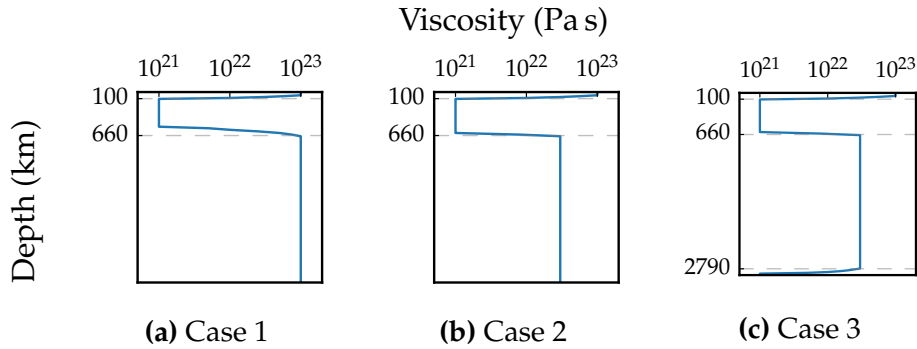 Viscosity (Pa s)
10^21 10^22 10^23 10^21 10^22 10^23 10^21 10^22 10^23
100 100 100
660 660 660
Depth (km)
2790
(a) Case 1 (b) Case 2 (c) Case 3